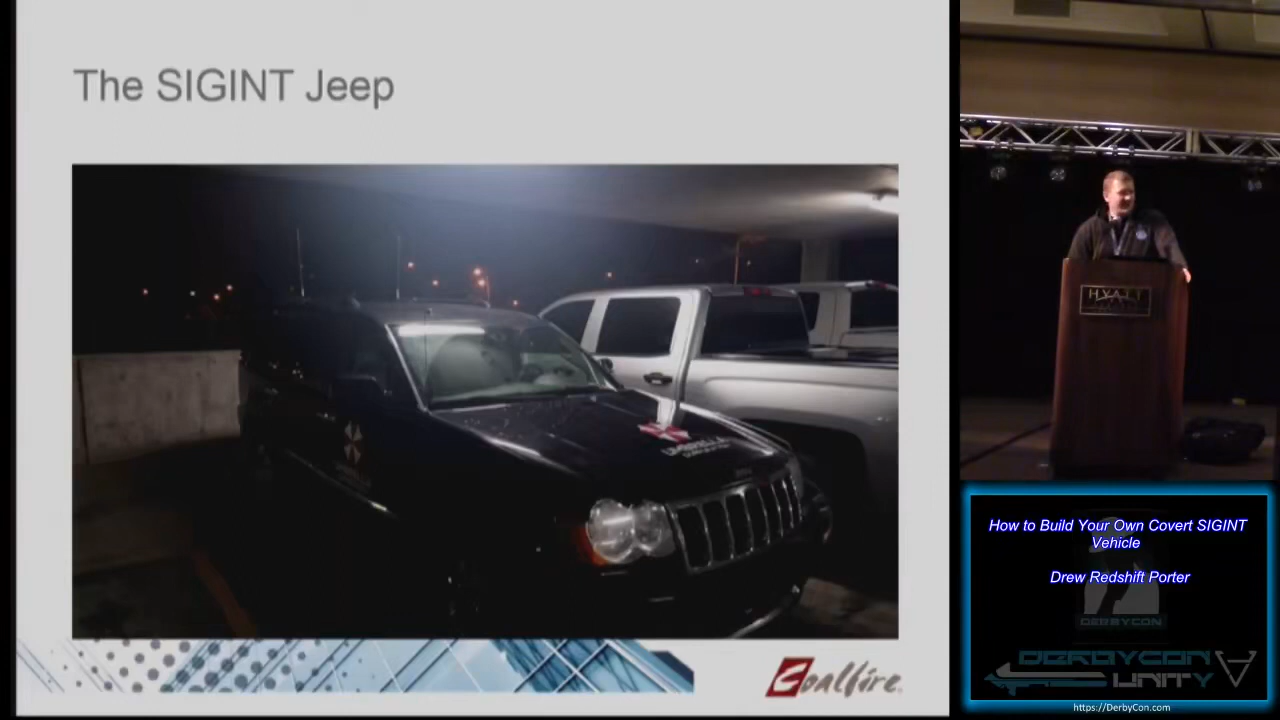 The SIGINT Jeep
UMBRELLA
Coalfire
HYATT
How to Build Your Own Covert SIGINT
Vehicle
Drew Redshift Porter
DERBYCON
DERBYCON
UNITY
https://DerbyCon.com